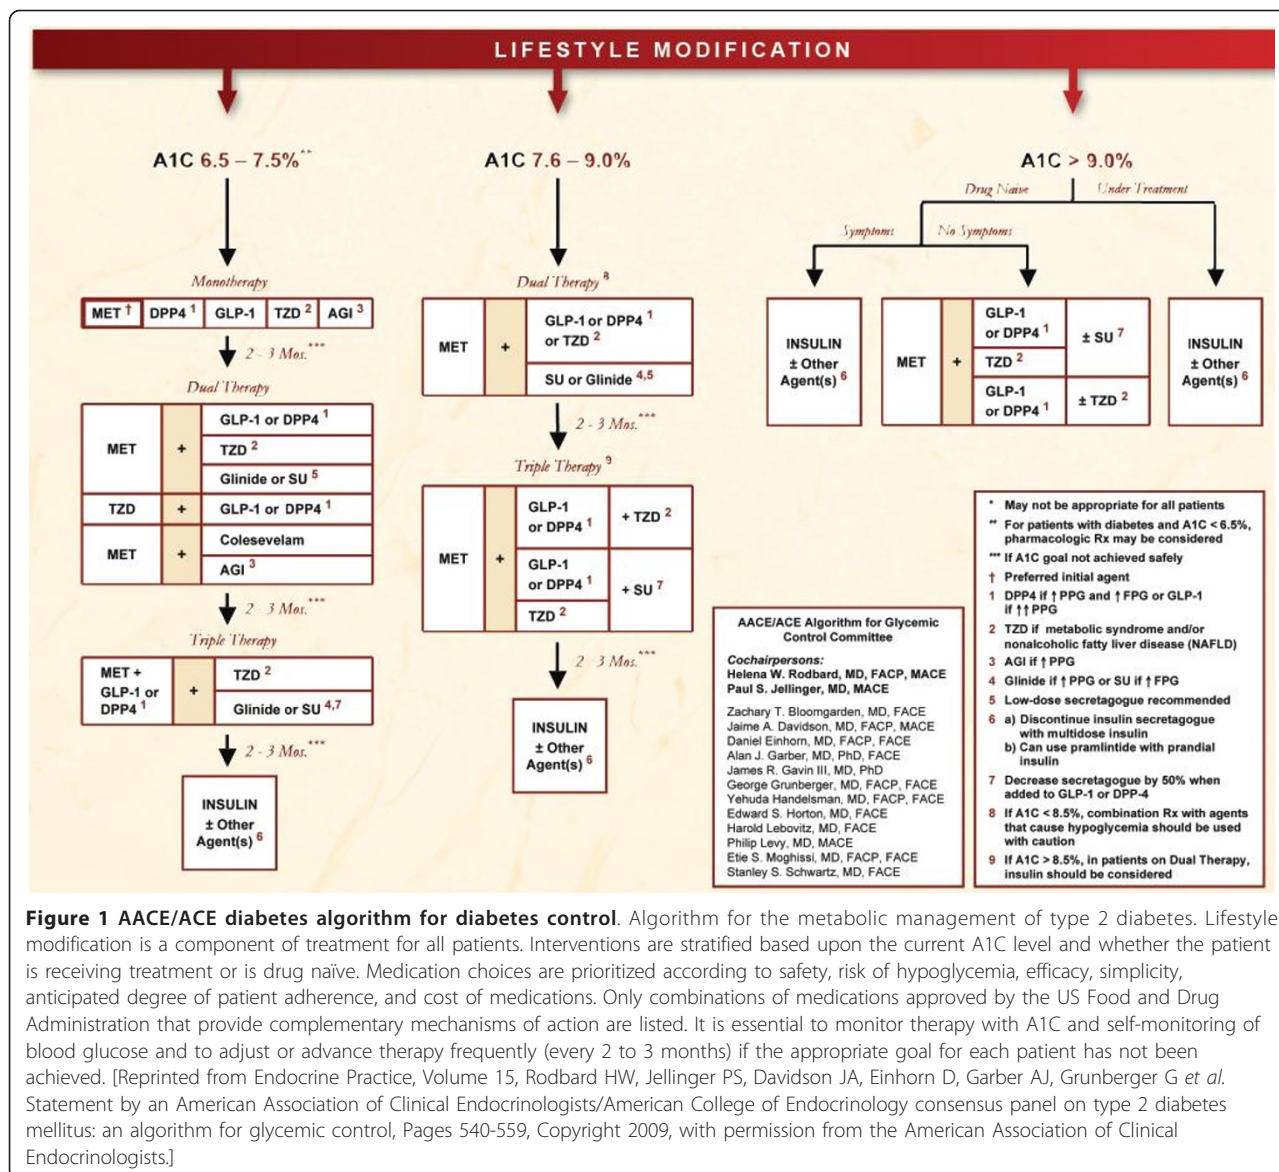 LIFESTYLE MODIFICATION
A1C 6.5 – 7.5%**
Monotherapy
MET † DPP4 1 GLP-1 TZD 2 AGI 3
2 - 3 Mos.***
Dual Therapy
MET + GLP-1 or DPP4 1
TZD 2
Glinide or SU 5
TZD + GLP-1 or DPP4 1
MET + Colesevelam
AGI 3
2 - 3 Mos.***
Triple Therapy
MET +
GLP-1 or
DPP4 1
+
TZD 2
Glinide or SU 4,7
2 - 3 Mos.***
INSULIN
± Other
Agent(s) 6
A1C 7.6 – 9.0%
Dual Therapy 8
MET +
GLP-1 or DPP4 1
or TZD 2
SU or Glinide 4,5
2 - 3 Mos.***
Triple Therapy 9
MET +
GLP-1
or DPP4 1
+ TZD 2
GLP-1
or DPP4 1
TZD 2
+ SU 7
2 - 3 Mos.***
INSULIN
± Other
Agent(s) 6
A1C > 9.0%
Drug Naive Under Treatment
Symptoms No Symptoms
INSULIN
± Other
Agent(s) 6
MET +
GLP-1
or DPP4 1
TZD 2
± SU 7
GLP-1
or DPP4 1
± TZD 2
INSULIN
± Other
Agent(s) 6
AACE/ACE Algorithm for Glycemic
Control Committee
Cochairpersons:
Helena W. Rodbard, MD, FACP, MACE
Paul S. Jellinger, MD, MACE
Zachary T. Bloomgarden, MD, FACE
Jaime A. Davidson, MD, FACP, MACE
Daniel Einhorn, MD, FACP, FACE
Alan J. Garber, MD, PhD, FACE
James R. Gavin III, MD, PhD
George Grunberger, MD, FACP, FACE
Yehuda Handelsman, MD, FACP, FACE
Edward S. Horton, MD, FACE
Harold Lebovitz, MD, FACE
Philip Levy, MD, MACE
Etie S. Moghissi, MD, FACP, FACE
Stanley S. Schwartz, MD, FACE
* May not be appropriate for all patients
** For patients with diabetes and A1C < 6.5%,
pharmacologic Rx may be considered
*** If A1C goal not achieved safely
† Preferred initial agent
1 DPP4 if ↑ PPG and ↑ FPG or GLP-1
if ↑↑ PPG
2 TZD if metabolic syndrome and/or
nonalcoholic fatty liver disease (NAFLD)
3 AGI if ↑ PPG
4 Glinide if ↑ PPG or SU if ↑ FPG
5 Low-dose secretagogue recommended
6 a) Discontinue insulin secretagogue
with multidose insulin
b) Can use pramlintide with prandial
insulin
7 Decrease secretagogue by 50% when
added to GLP-1 or DPP-4
8 If A1C < 8.5%, combination Rx with agents
that cause hypoglycemia should be used
with caution
9 If A1C > 8.5%, in patients on Dual Therapy,
insulin should be considered
Figure 1 AACE/ACE diabetes algorithm for diabetes control. Algorithm for the metabolic management of type 2 diabetes. Lifestyle
modification is a component of treatment for all patients. Interventions are stratified based upon the current A1C level and whether the patient
is receiving treatment or is drug naïve. Medication choices are prioritized according to safety, risk of hypoglycemia, efficacy, simplicity,
anticipated degree of patient adherence, and cost of medications. Only combinations of medications approved by the US Food and Drug
Administration that provide complementary mechanisms of action are listed. It is essential to monitor therapy with A1C and self-monitoring of
blood glucose and to adjust or advance therapy frequently (every 2 to 3 months) if the appropriate goal for each patient has not been
achieved. [Reprinted from Endocrine Practice, Volume 15, Rodbard HW, Jellinger PS, Davidson JA, Einhorn D, Garber AJ, Grunberger G et al.
Statement by an American Association of Clinical Endocrinologists/American College of Endocrinology consensus panel on type 2 diabetes
mellitus: an algorithm for glycemic control, Pages 540-559, Copyright 2009, with permission from the American Association of Clinical
Endocrinologists.]